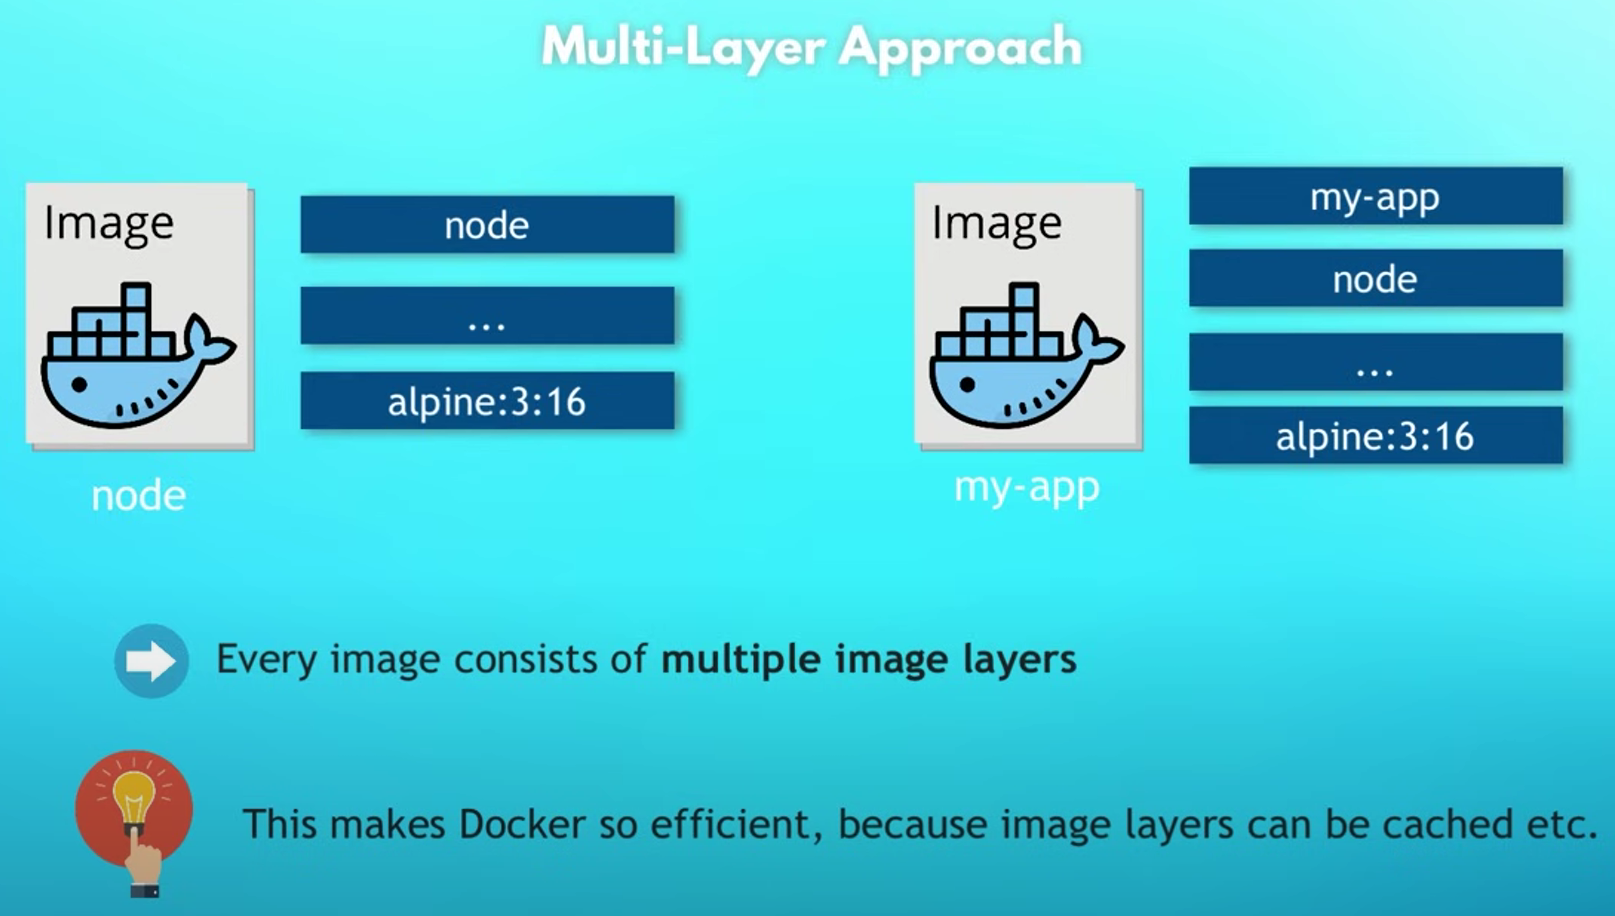 Multi-Layer Approach
Image
node
...
alpine:3:16
node
Image
my-app
node
...
alpine:3:16
my-app
Every image consists of multiple image layers
This makes Docker so efficient, because image layers can be cached etc.